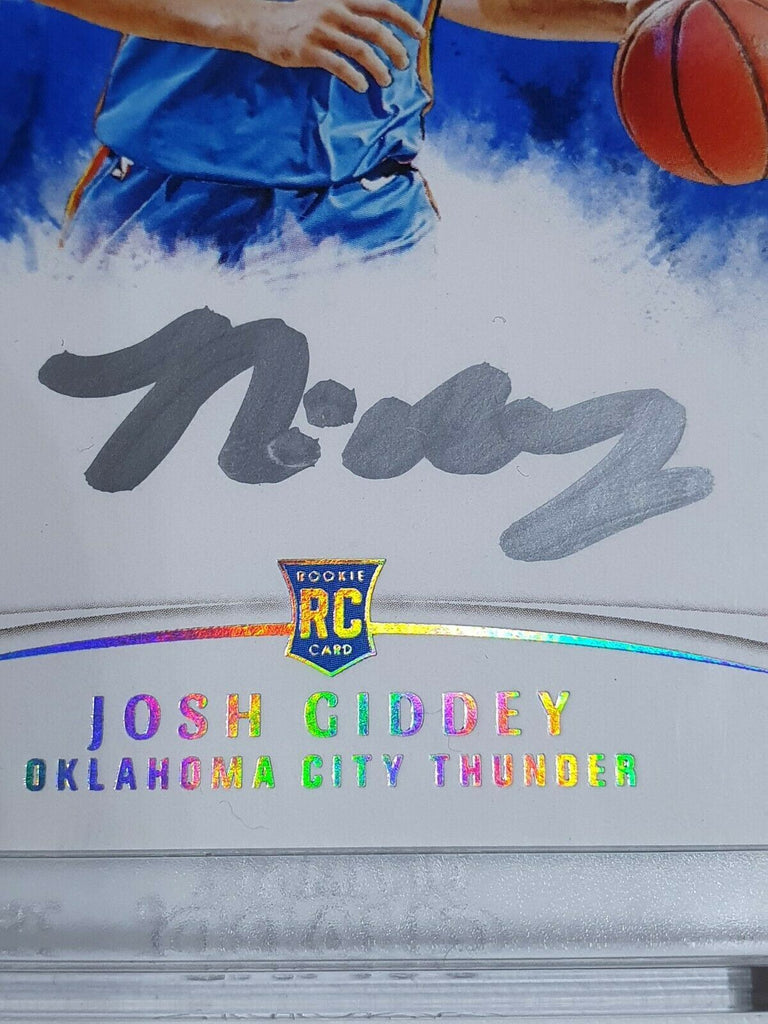 ROOKIE
RC
CARD
JOSH GIDDEY
OKLAHOMA CITY THUNDER